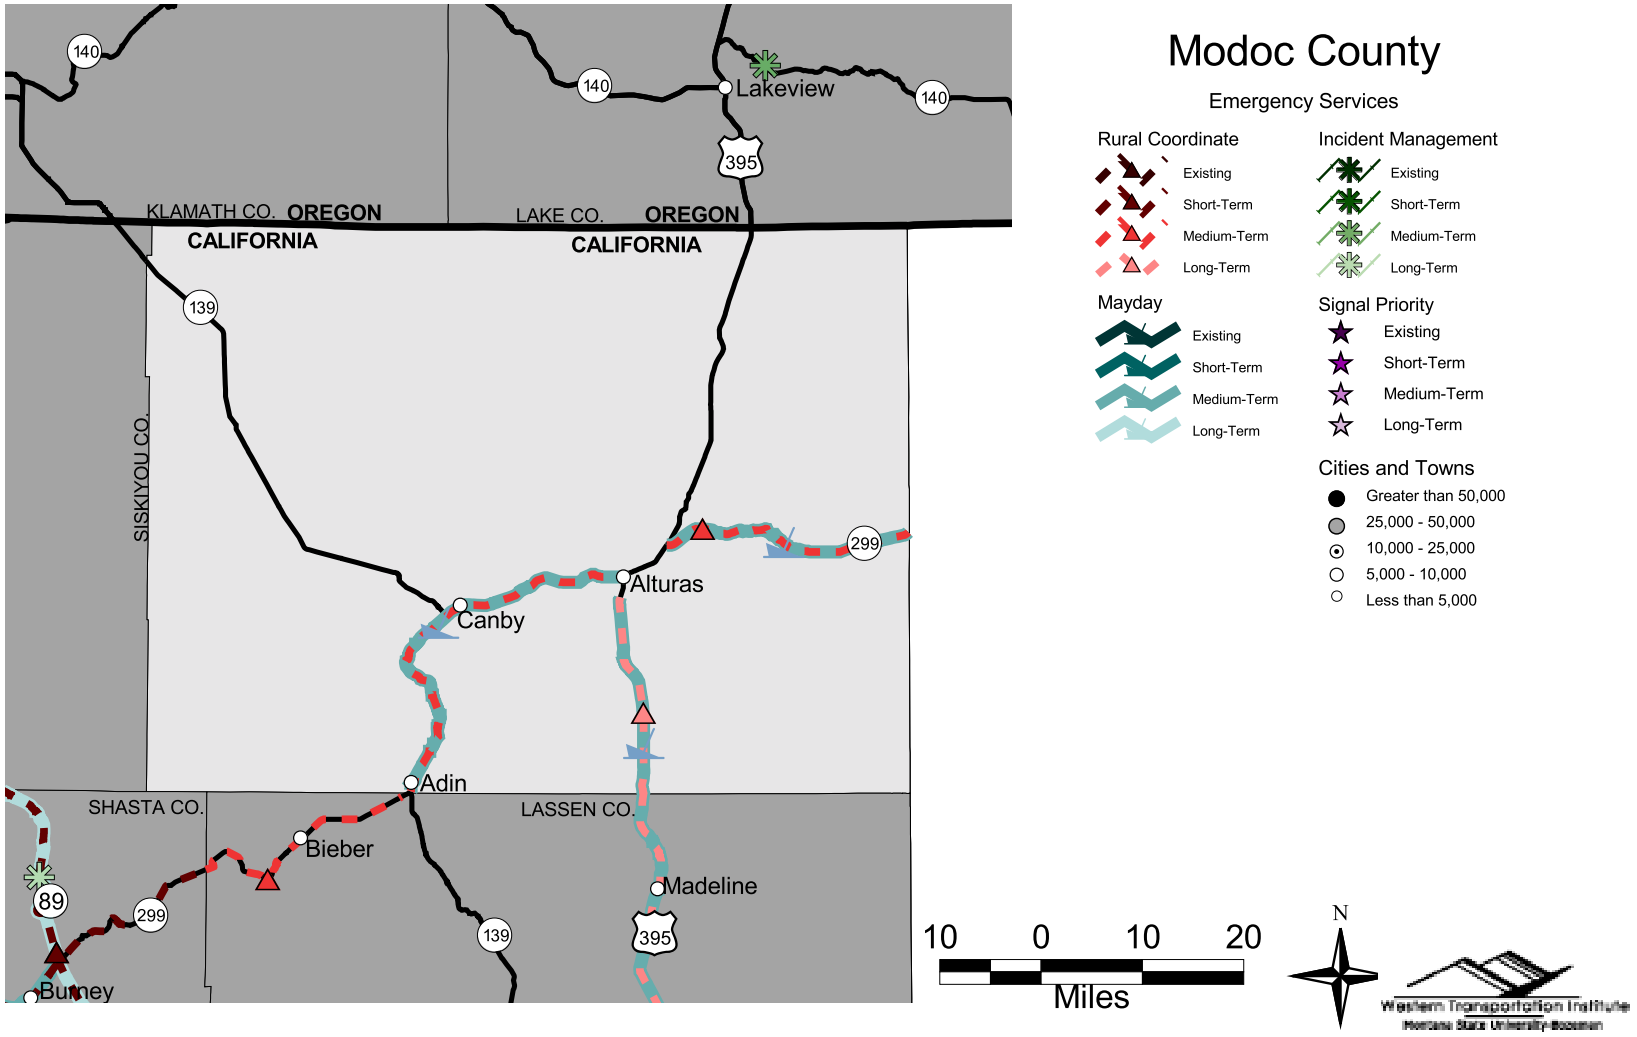 Modoc County
Emergency Services
Rural Coordinate
Existing
Short-Term
Medium-Term
Long-Term
Incident Management
Existing
Short-Term
Medium-Term
Long-Term
Mayday
Existing
Short-Term
Medium-Term
Long-Term
Signal Priority
Existing
Short-Term
Medium-Term
Long-Term
Cities and Towns
Greater than 50,000
25,000 - 50,000
10,000 - 25,000
5,000 - 10,000
Less than 5,000
140
140
Lakeview
140
395
KLAMATH CO. OREGON
LAKE CO. OREGON
CALIFORNIA
CALIFORNIA
139
SISKIYOU CO.
299
Alturas
Canby
Adin
SHASTA CO.
LASSEN CO.
Bieber
Madeline
89
299
139
395
Burney
10 0 10 20
Miles
N
Western Transportation Institute
Montana State University-Bozeman